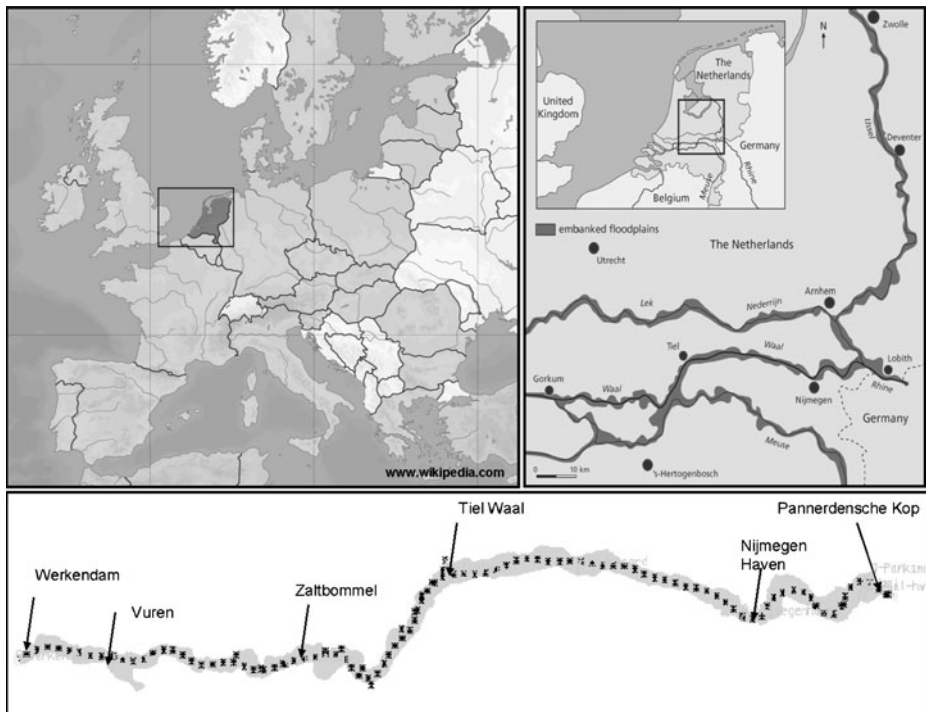 www.wikipedia.com
The
Netherlands
United
Kingdom
Germany
Meuse
Rhine
Belgium
Zwolle
IJssel
Deventer
embanked floodplains
Utrecht
The Netherlands
Arnhem
Lek
Nederrijn
Tiel
Waal
Lobith
Rhine
Gorkum
Waal
Nijmegen
Germany
Meuse
0 10 km
's-Hertogenbosch
Tiel Waal
Pannerdensche Kop
Nijmegen
Haven
Werkendam
Vuren
Zaltbommel